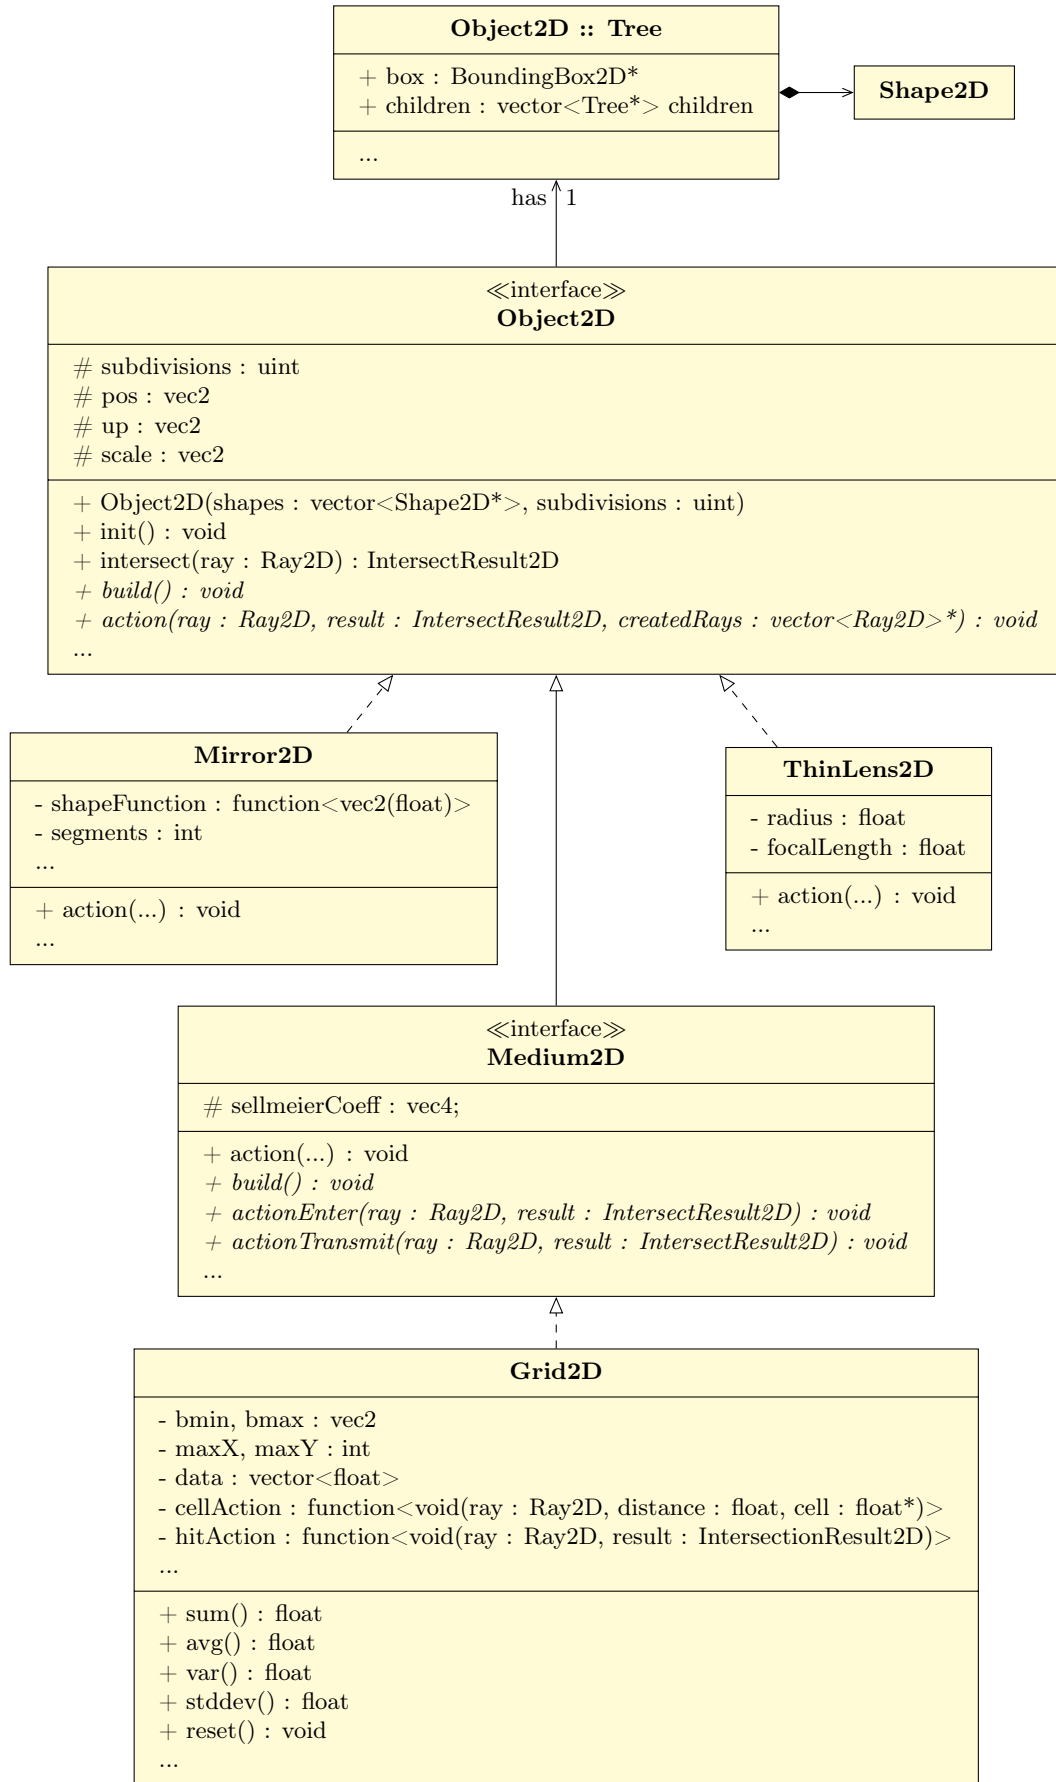 Object2D :: Tree
+ box : BoundingBox2D*
+ children : vector<Tree*> children
...
Shape2D
has 1
≪interface≫
Object2D
# subdivisions : uint
# pos : vec2
# up : vec2
# scale : vec2
+ Object2D(shapes : vector<Shape2D*>, subdivisions : uint)
+ init() : void
+ intersect(ray : Ray2D) : IntersectResult2D
+ build() : void
+ action(ray : Ray2D, result : IntersectResult2D, createdRays : vector<Ray2D>*) : void
...
Mirror2D
- shapeFunction : function<vec2(float)>
- segments : int
...
+ action(...) : void
...
ThinLens2D
- radius : float
- focalLength : float
+ action(...) : void
...
≪interface≫
Medium2D
# sellmeierCoeff : vec4;
+ action(...) : void
+ build() : void
+ actionEnter(ray : Ray2D, result : IntersectResult2D) : void
+ actionTransmit(ray : Ray2D, result : IntersectResult2D) : void
...
Grid2D
- bmin, bmax : vec2
- maxX, maxY : int
- data : vector<float>
- cellAction : function<void(ray : Ray2D, distance : float, cell : float*)>
- hitAction : function<void(ray : Ray2D, result : IntersectionResult2D)>
...
+ sum() : float
+ avg() : float
+ var() : float
+ stddev() : float
+ reset() : void
...